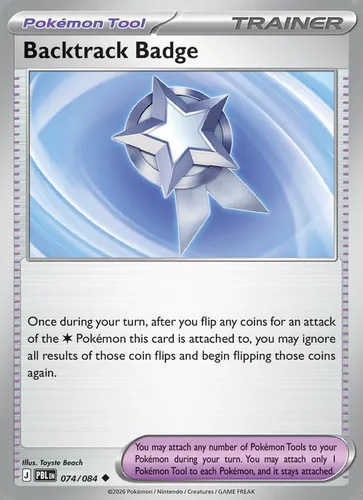 Pokémon Tool TRAINER
Backtrack Badge
Once during your turn, after you flip any coins for an attack
of the Pokémon this card is attached to, you may ignore
all results of those coin flips and begin flipping those coins
again.
Illus. Toyste Beach
You may attach any number of Pokémon Tools to your
Pokémon during your turn. You may attach only 1
Pokémon Tool to each Pokémon, and it stays attached.
J PBL EN 074/084
©2026 Pokémon / Nintendo / Creatures / GAME FREAK